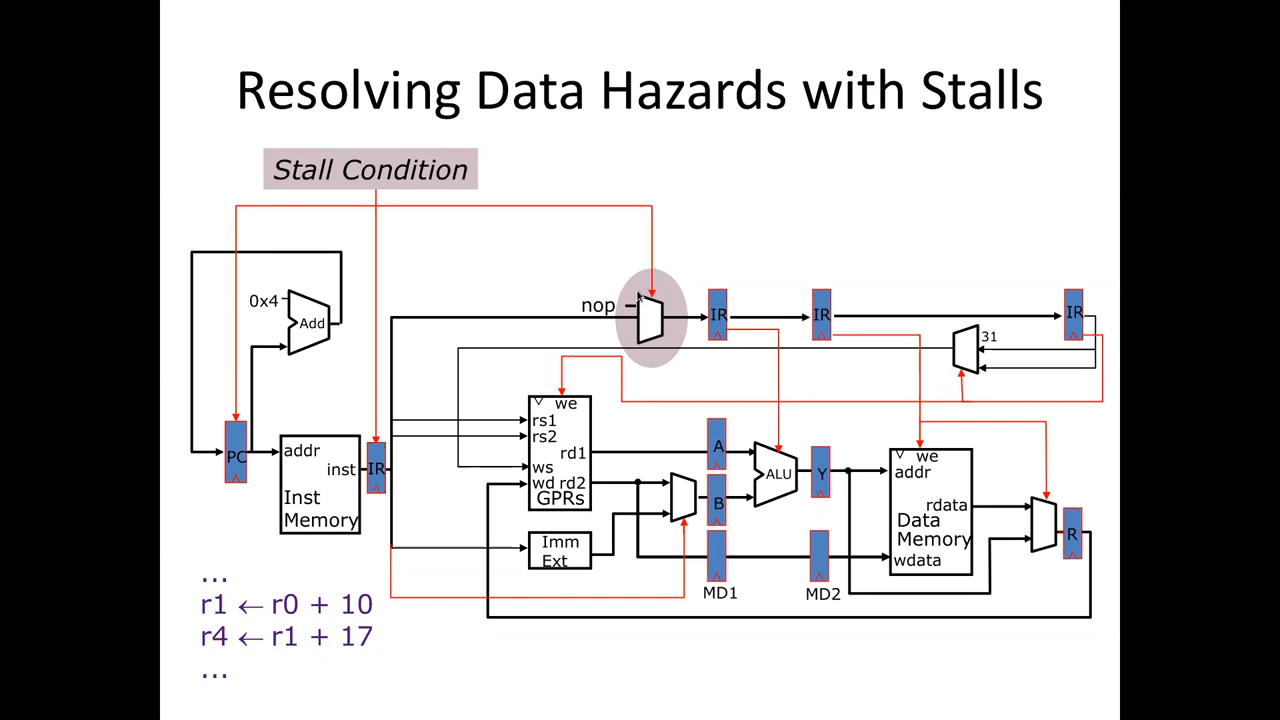 Resolving Data Hazards with Stalls
Stall Condition
0x4
Add
nop
IR
IR
IR
31
we
rs1
rs2
rd1
ws
wd rd2
GPRs
PC
addr
inst
Inst
Memory
IR
A
B
ALU
Y
we
addr
rdata
Data
Memory
wdata
R
Imm
Ext
MD1
MD2
...
r1 ← r0 + 10
r4 ← r1 + 17
...